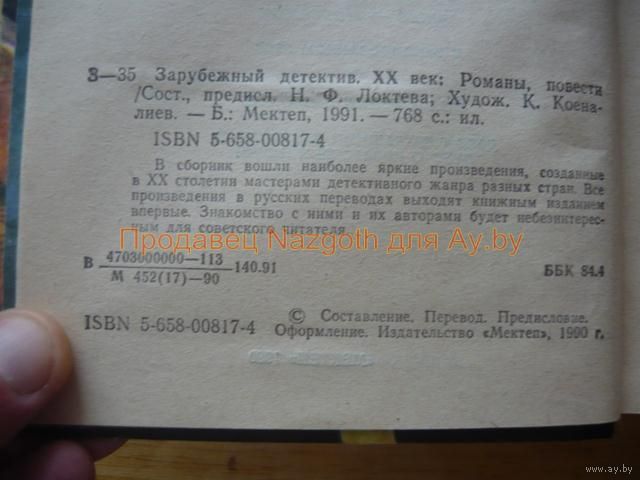 З—35 Зарубежный детектив. XX век: Романы, повести
/Сост., предисл. Н. Ф. Локтева; Худож. К. Коена-
лиев. — Б.: Мектеп, 1991. — 768 с.: ил.
ISBN 5-658-00817-4
В сборник вошли наиболее яркие произведения, созданные
в XX столетии мастерами детективного жанра разных стран. Все
произведения в русских переводах выходят книжным изданием
впервые. Знакомство с ними и их авторами будет небезинтерес-
ным для советского читателя.
Продавец Nazgoth для Ay.by
В 4703000000—113
М 452(17)—90 140.91 ББК 84.4
ISBN 5-658-00817-4
© Составление. Перевод. Предисловие.
Оформление. Издательство «Мектеп», 1990 г.
www.ay.by